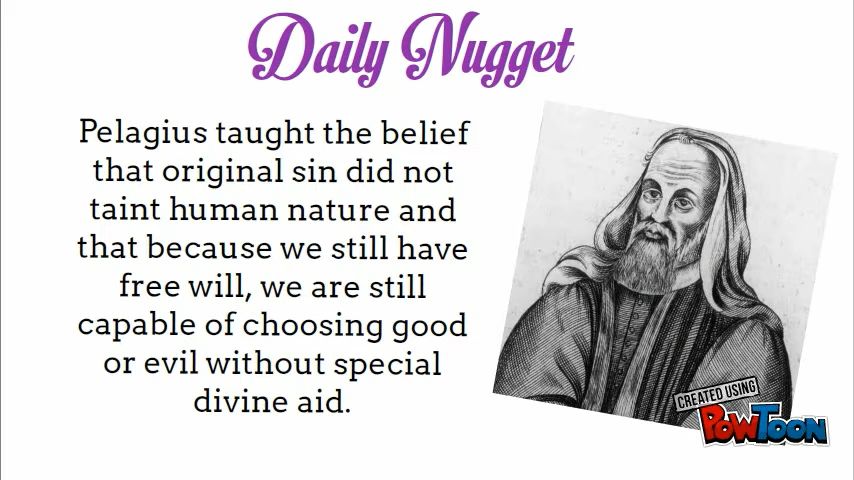 Daily Nugget
Pelagius taught the belief
that original sin did not
taint human nature and
that because we still have
free will, we are still
capable of choosing good
or evil without special
divine aid.
CREATED USING
POWTOON